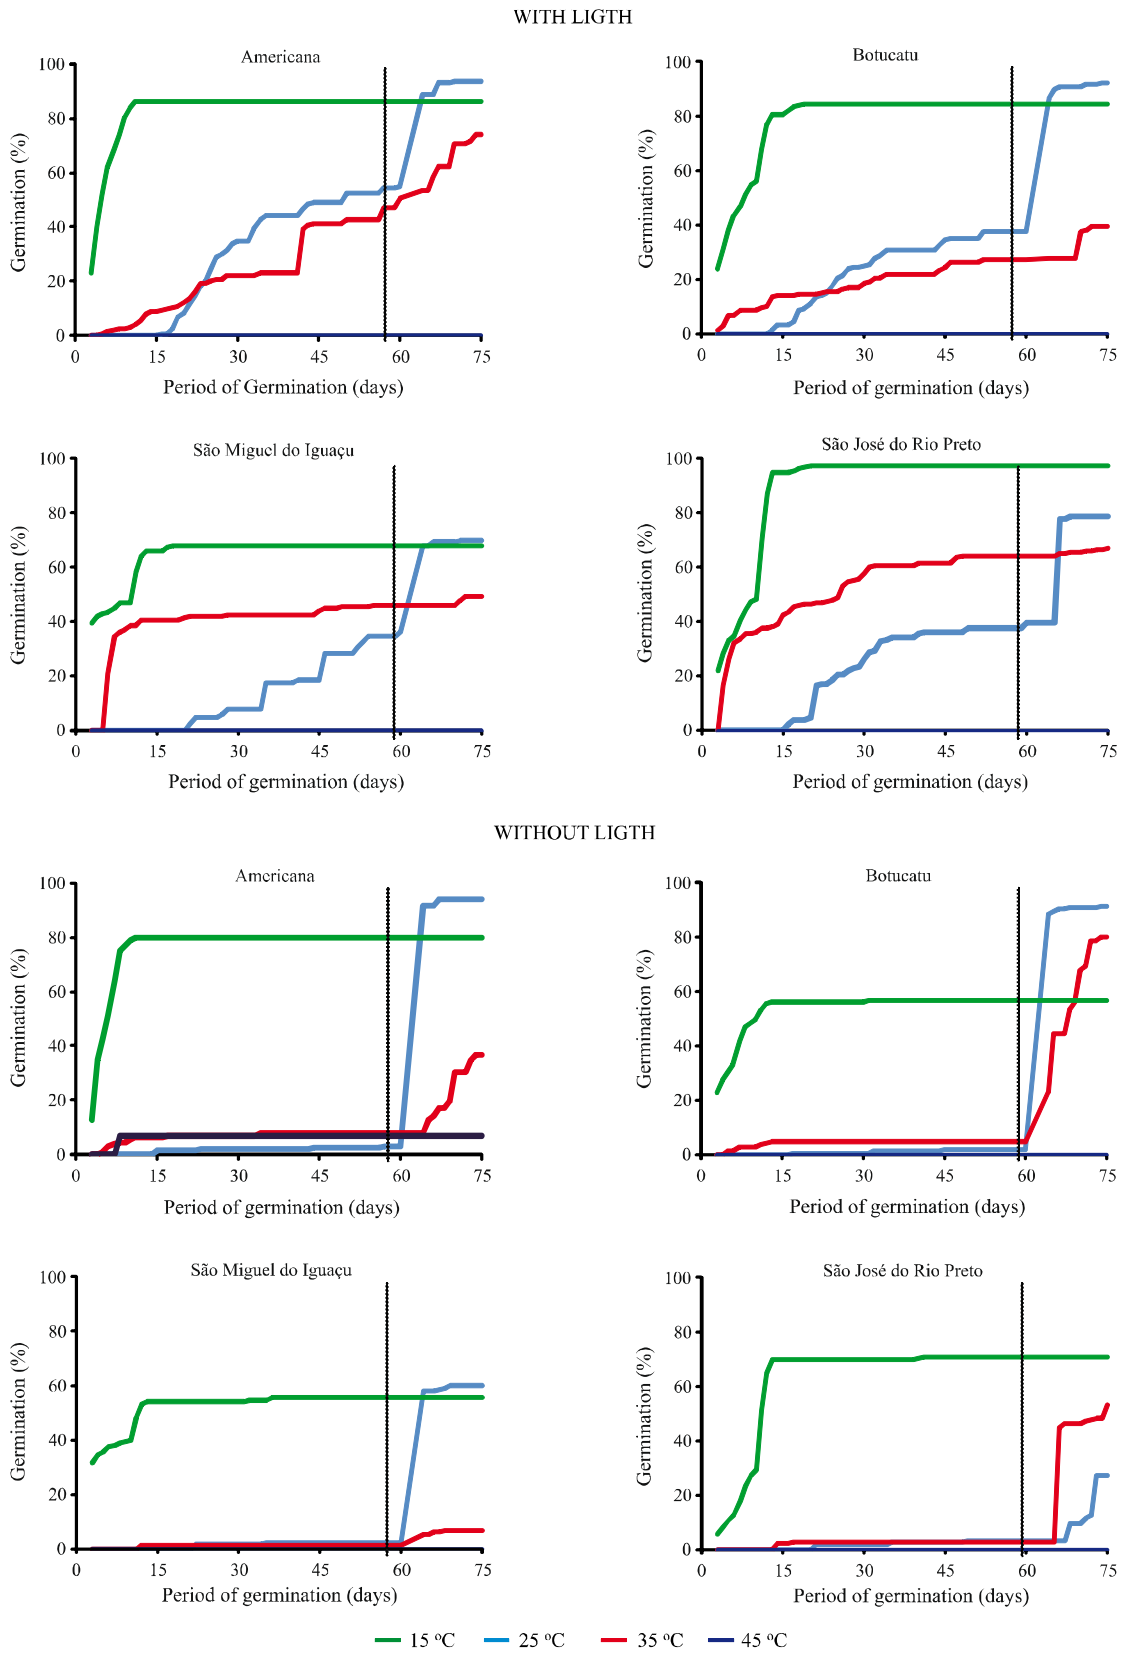 WITH LIGTH
Americana
Botucatu
Germination (%)
100
80
60
40
20
0
0 15 30 45 60 75
Period of Germination (days)
Germination (%)
100
80
60
40
20
0
0 15 30 45 60 75
Period of germination (days)
São Miguel do Iguaçu
São José do Rio Preto
Germination (%)
100
80
60
40
20
0
0 15 30 45 60 75
Period of germination (days)
Germination (%)
100
80
60
40
20
0
0 15 30 45 60 75
Period of germination (days)
WITHOUT LIGTH
Americana
Botucatu
Germination (%)
100
80
60
40
20
0
0 15 30 45 60 75
Period of germination (days)
Germination (%)
100
80
60
40
20
0
0 15 30 45 60 75
Period of germination (days)
São Miguel do Iguaçu
São José do Rio Preto
Germination (%)
100
80
60
40
20
0
0 15 30 45 60 75
Period of germination (days)
Germination (%)
100
80
60
40
20
0
0 15 30 45 60 75
Period of germination (days)
15 ºC 25 ºC 35 ºC 45 ºC